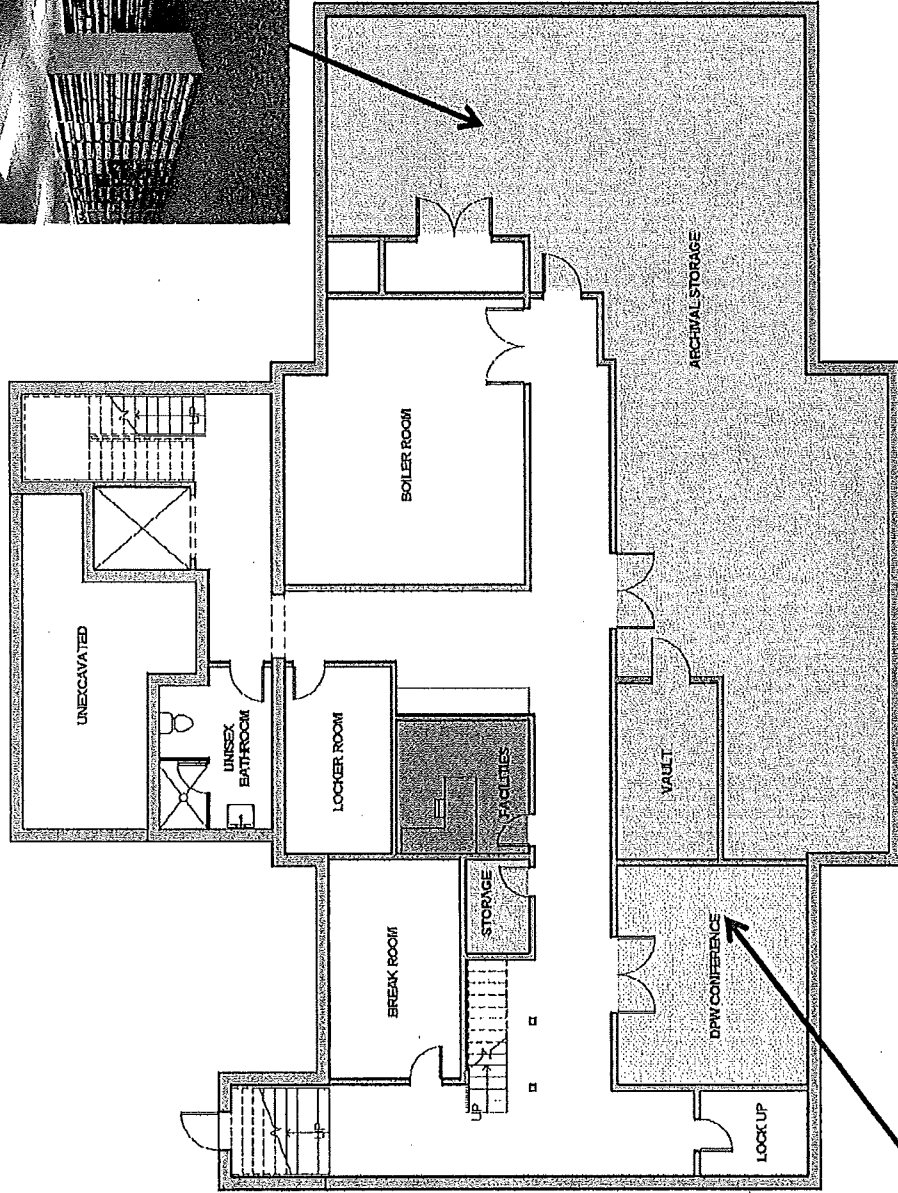 UNEXCAVATED
UP
UNISEX
BATHROOM
LOCKER ROOM
BOILER ROOM
FACILITIES
STORAGE
BREAK ROOM
UP
UP
ARCHIVAL STORAGE
VAULT
DPW CONFERENCE
LOCK UP